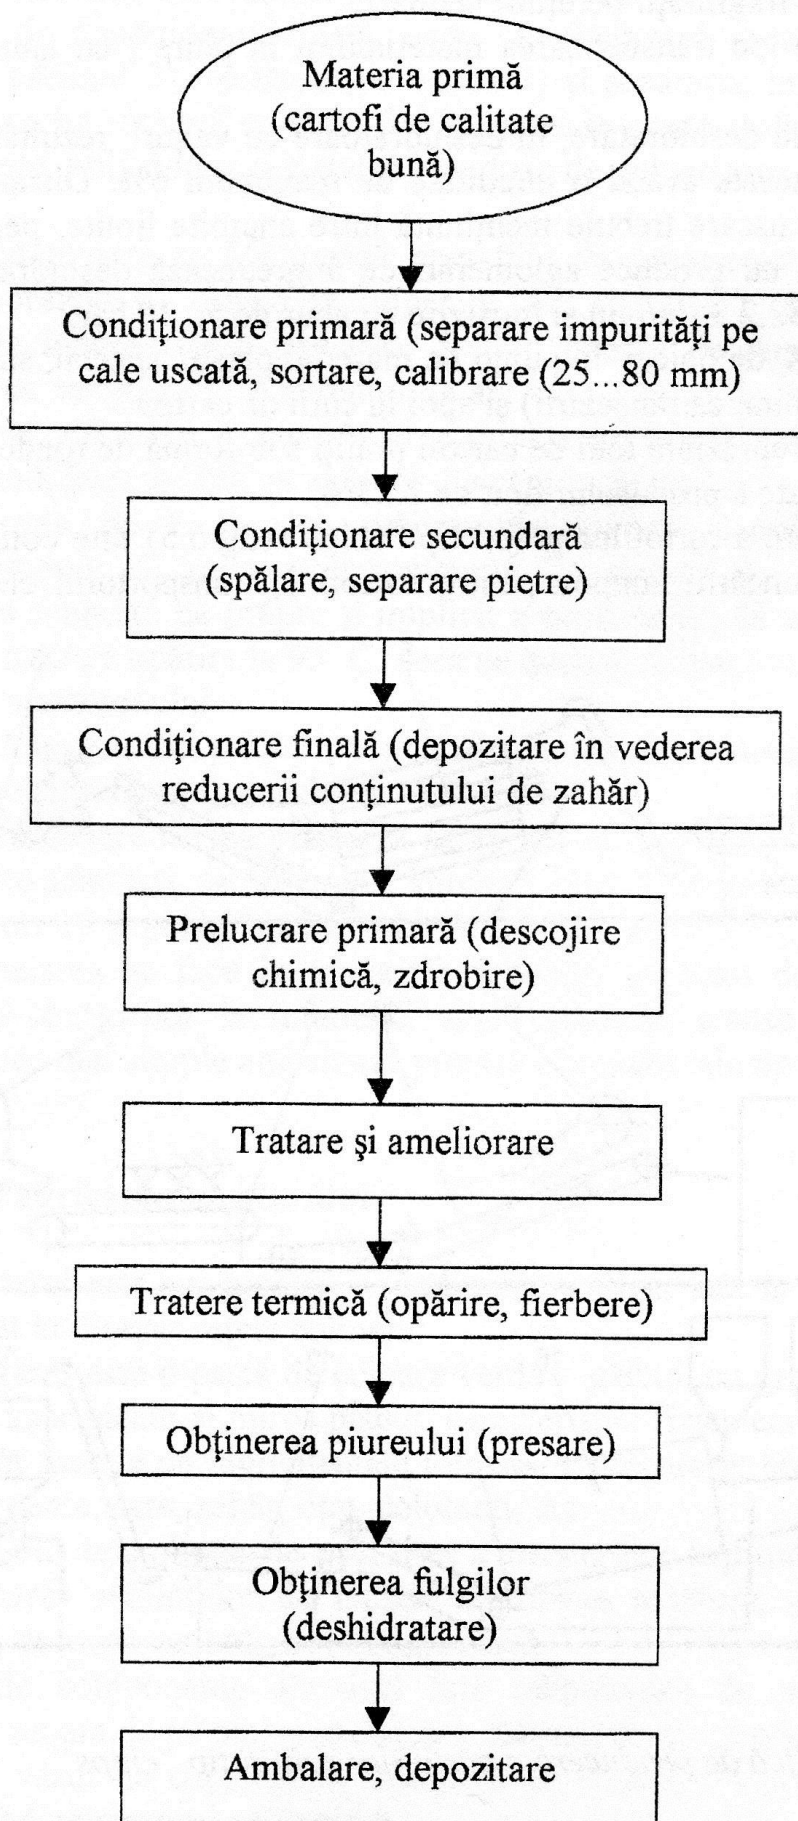 Materia primă
(cartofi de calitate
bună)
Condiţionare primară (separare impurităţi pe
cale uscată, sortare, calibrare (25...80 mm)
Condiţionare secundară
(spălare, separare pietre)
Condiţionare finală (depozitare în vederea
reducerii conţinutului de zahăr)
Prelucrare primară (descojire
chimică, zdrobire)
Tratare şi ameliorare
Tratere termică (opărire, fierbere)
Obţinerea piureului (presare)
Obţinerea fulgilor
(deshidratare)
Ambalare, depozitare